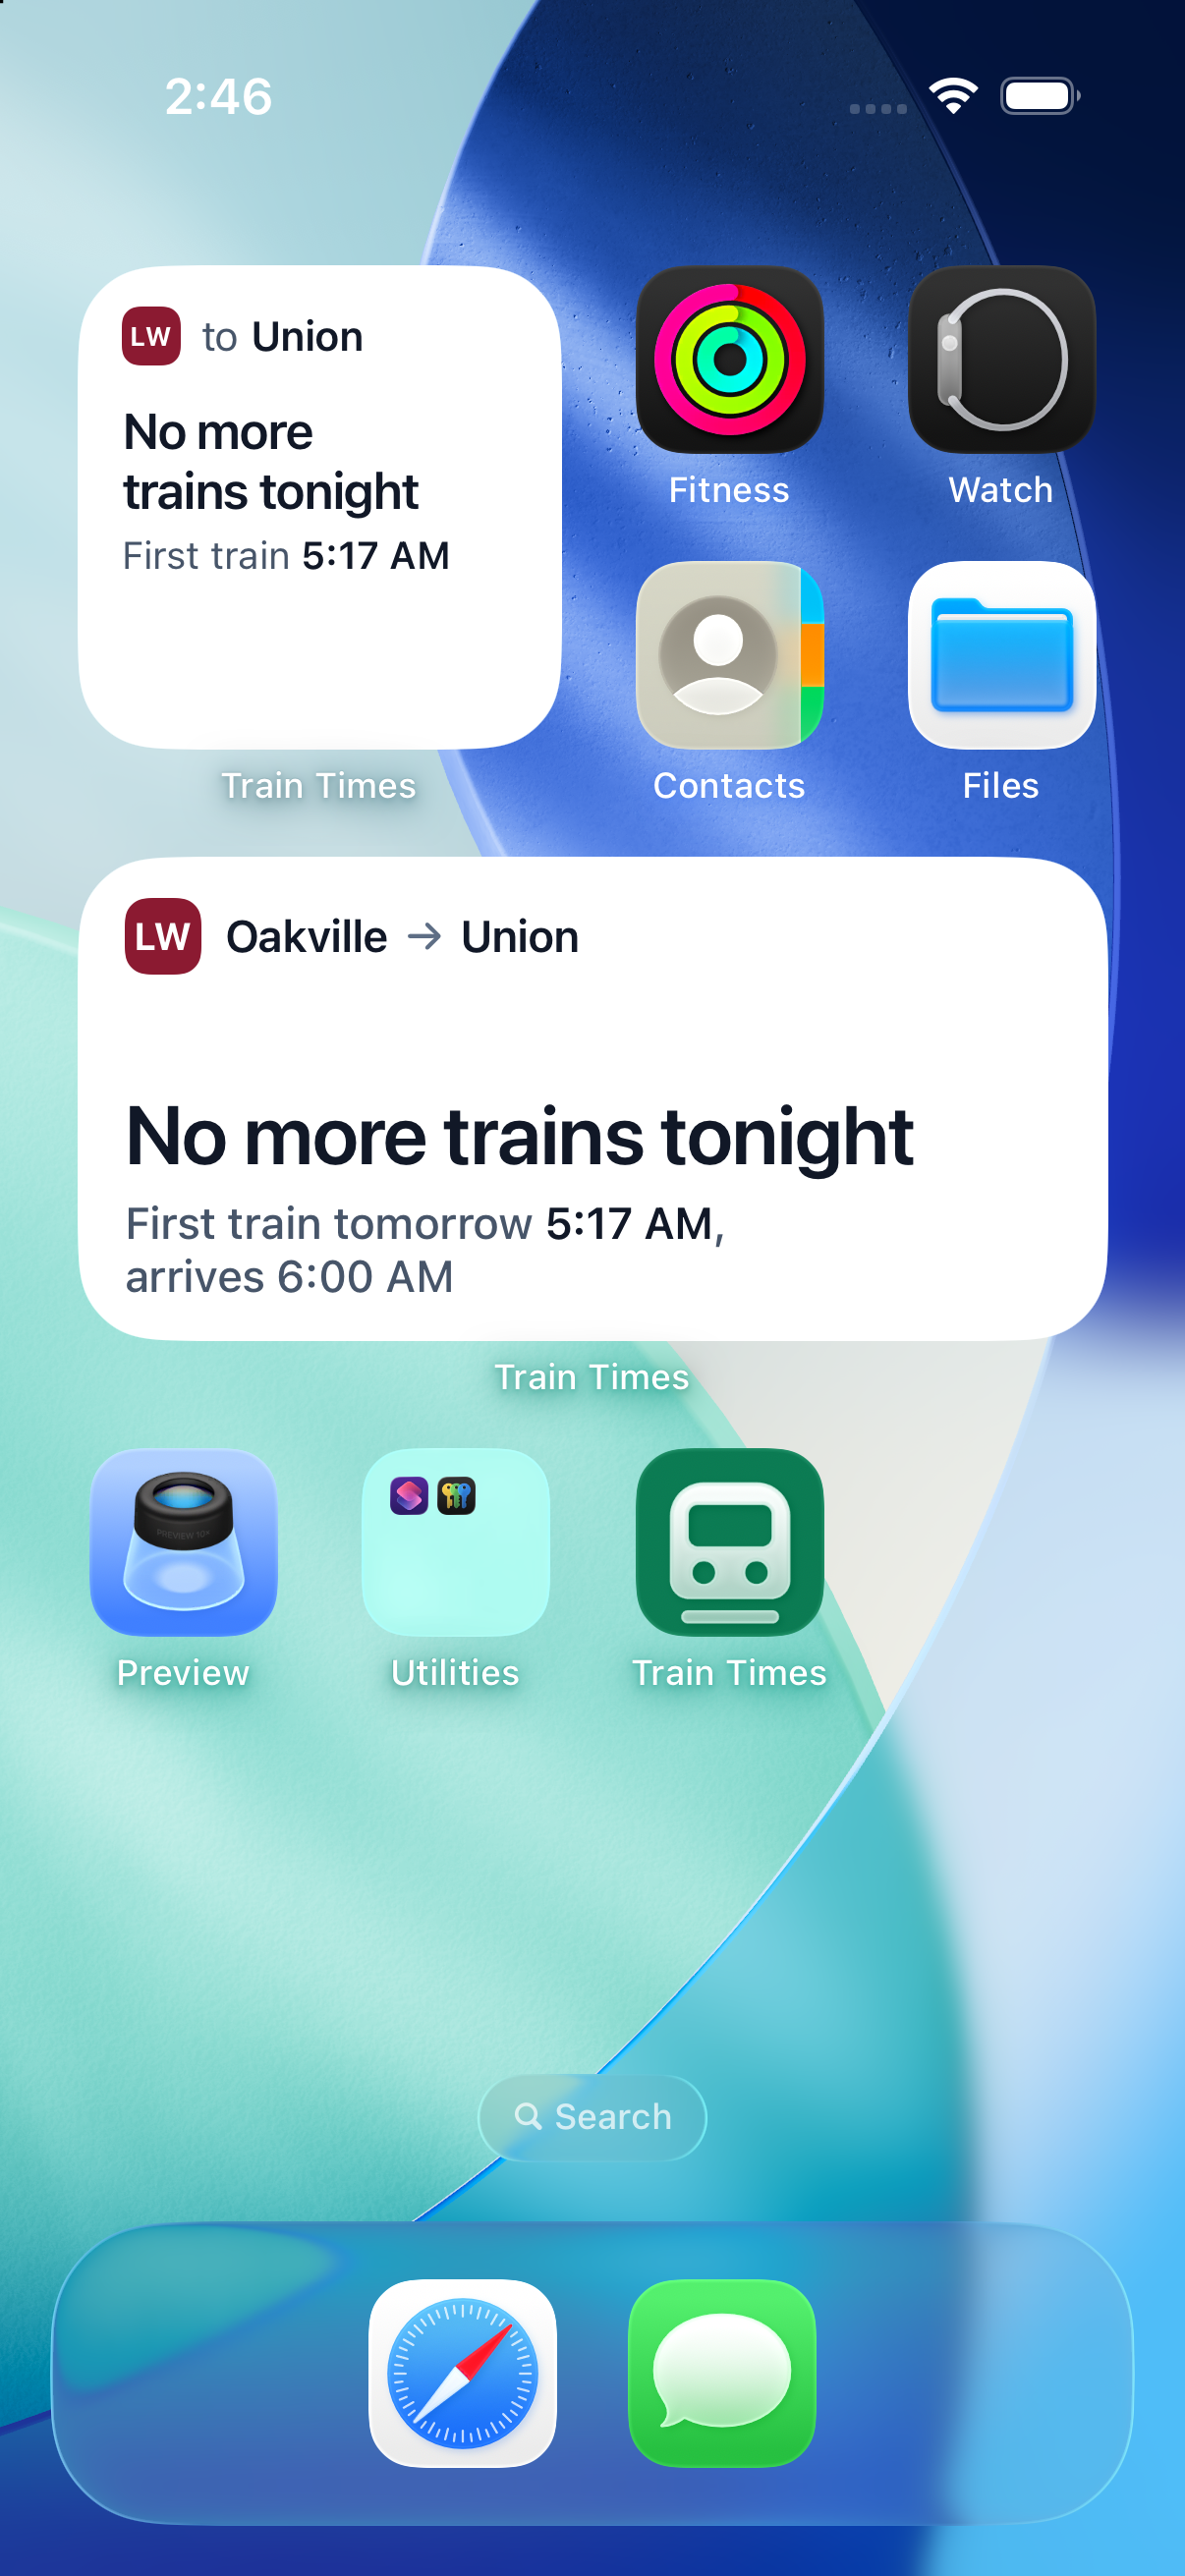 2:46
LW to Union
No more
trains tonight
First train 5:17 AM
Train Times
Fitness
Watch
Contacts
Files
LW Oakville → Union
No more trains tonight
First train tomorrow 5:17 AM,
arrives 6:00 AM
Train Times
PREVIEW 10×
Preview
Utilities
Train Times
Search